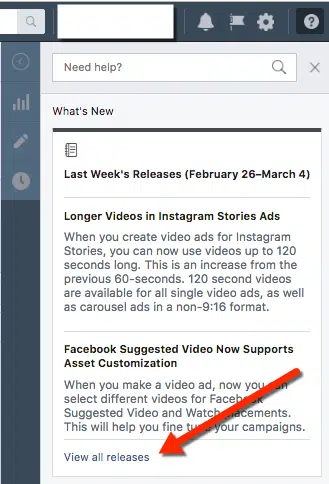 Need help?
What's New
Last Week's Releases (February 26–March 4)
Longer Videos in Instagram Stories Ads
When you create video ads for Instagram
Stories, you can now use videos up to 120
seconds long. This is an increase from the
previous 60-seconds. 120 second videos
are available for all single video ads, as well
as carousel ads in a non-9:16 format.
Facebook Suggested Video Now Supports
Asset Customization
When you make a video ad, now you can
select different videos for Facebook
Suggested Video and Watch placements.
This will help you fine tune your campaigns.
View all releases